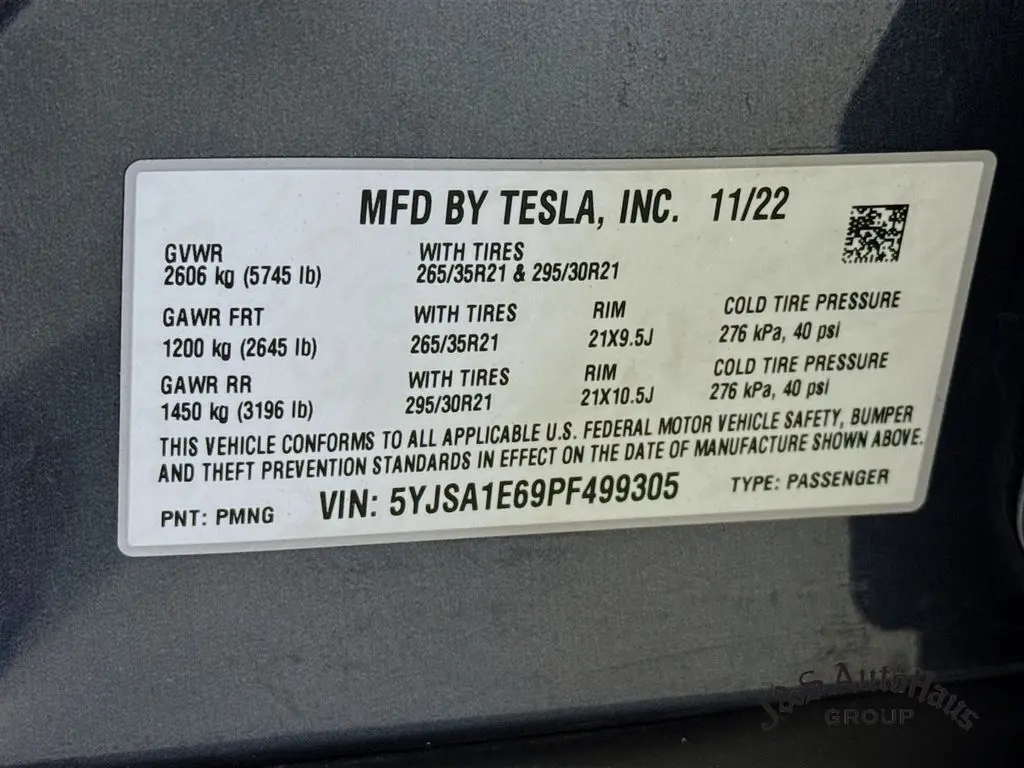 MFD BY TESLA, INC. 11/22
GVWR WITH TIRES
2606 kg (5745 lb) 265/35R21 & 295/30R21
GAWR FRT WITH TIRES RIM COLD TIRE PRESSURE
1200 kg (2645 lb) 265/35R21 21X9.5J 276 kPa, 40 psi
GAWR RR WITH TIRES RIM COLD TIRE PRESSURE
1450 kg (3196 lb) 295/30R21 21X10.5J 276 kPa, 40 psi
THIS VEHICLE CONFORMS TO ALL APPLICABLE U.S. FEDERAL MOTOR VEHICLE SAFETY, BUMPER
AND THEFT PREVENTION STANDARDS IN EFFECT ON THE DATE OF MANUFACTURE SHOWN ABOVE.
PNT: PMNG VIN: 5YJSA1E69PF499305 TYPE: PASSENGER
J&S AutoHaus
GROUP